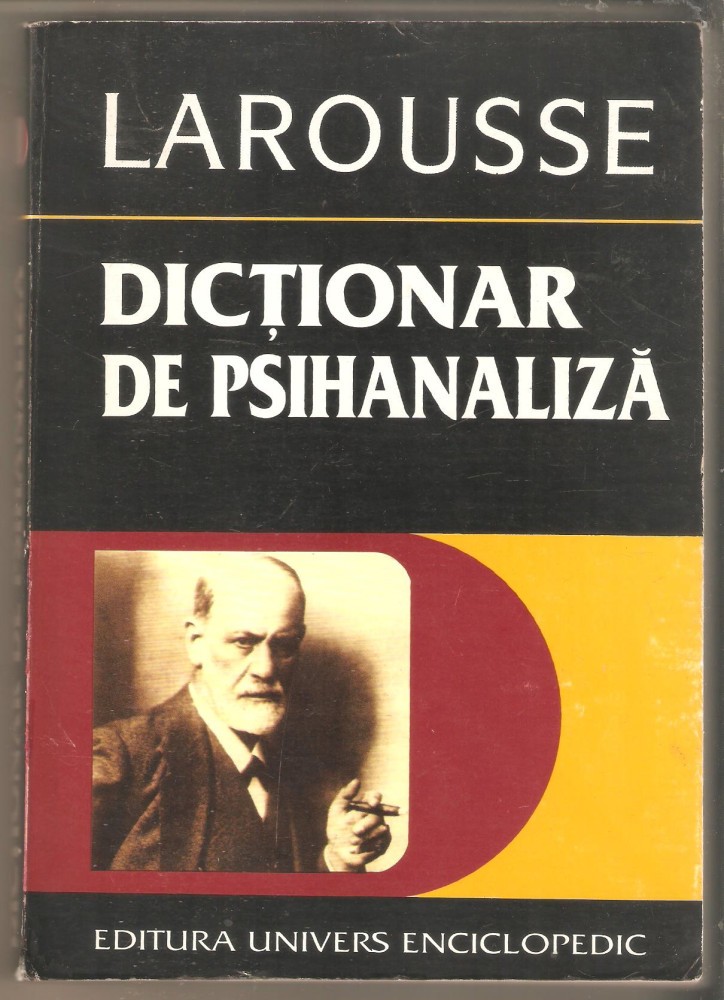 LAROUSSE
DICȚIONAR
DE PSIHANALIZĂ
EDITURA UNIVERS ENCICLOPEDIC